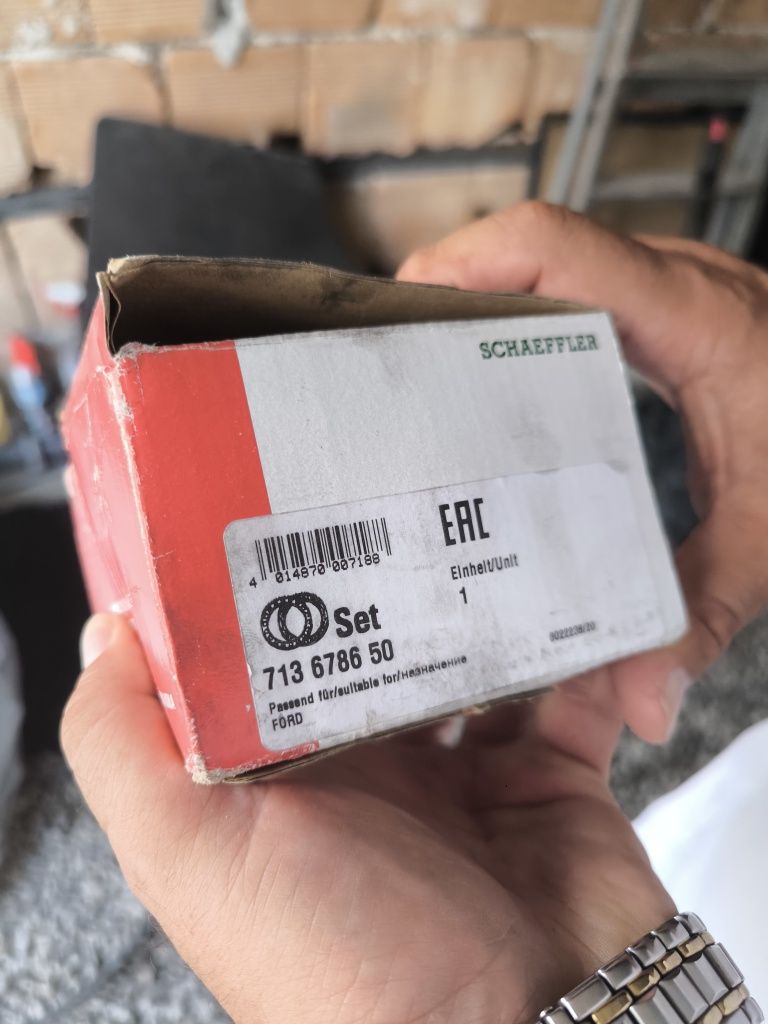 SCHAEFFLER
EAC
4 014870 007188
Einheit/Unit
1
Set
713 6786 50
Passend für/suitable for/назначение
FORD